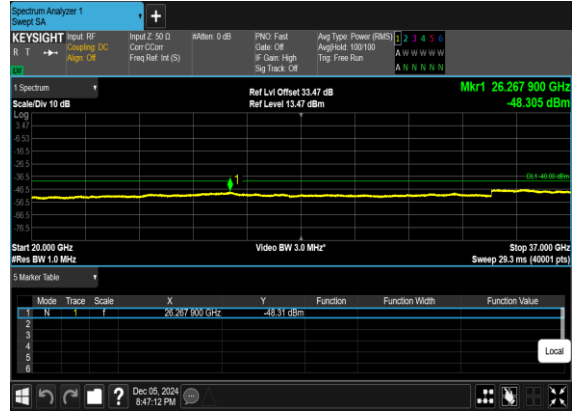 Spectrum Analyzer 1
Swept SA
+
KEYSIGHT Input: RF Input Z: 50 Ω #Atten: 0 dB PNO: Fast Avg Type: Power (RMS) 1 2 3 4 5 6
R T Coupling: DC Corr CCorr Gate: Off Avg|Hold: 100/100 A W W W W W
Align: Off Freq Ref: Int (S) IF Gain: High Trig: Free Run
Sig Track: Off A N N N N N
LW
1 Spectrum Ref Lvl Offset 33.47 dB Mkr1 26.267 900 GHz
Scale/Div 10 dB Ref Level 13.47 dBm -48.305 dBm
Log
3.47
-6.53
-16.5
-26.5
-36.5 1 DL1 -40.00 dBm
-46.5
-56.5
-66.5
-76.5
Start 20.000 GHz Video BW 3.0 MHz* Stop 37.000 GHz
#Res BW 1.0 MHz Sweep 29.3 ms (40001 pts)
5 Marker Table
Mode Trace Scale X Y Function Function Width Function Value
1 N 1 f 26.267 900 GHz -48.31 dBm
2
3
4
5
6
Local
? Dec 05, 2024
8:47:12 PM